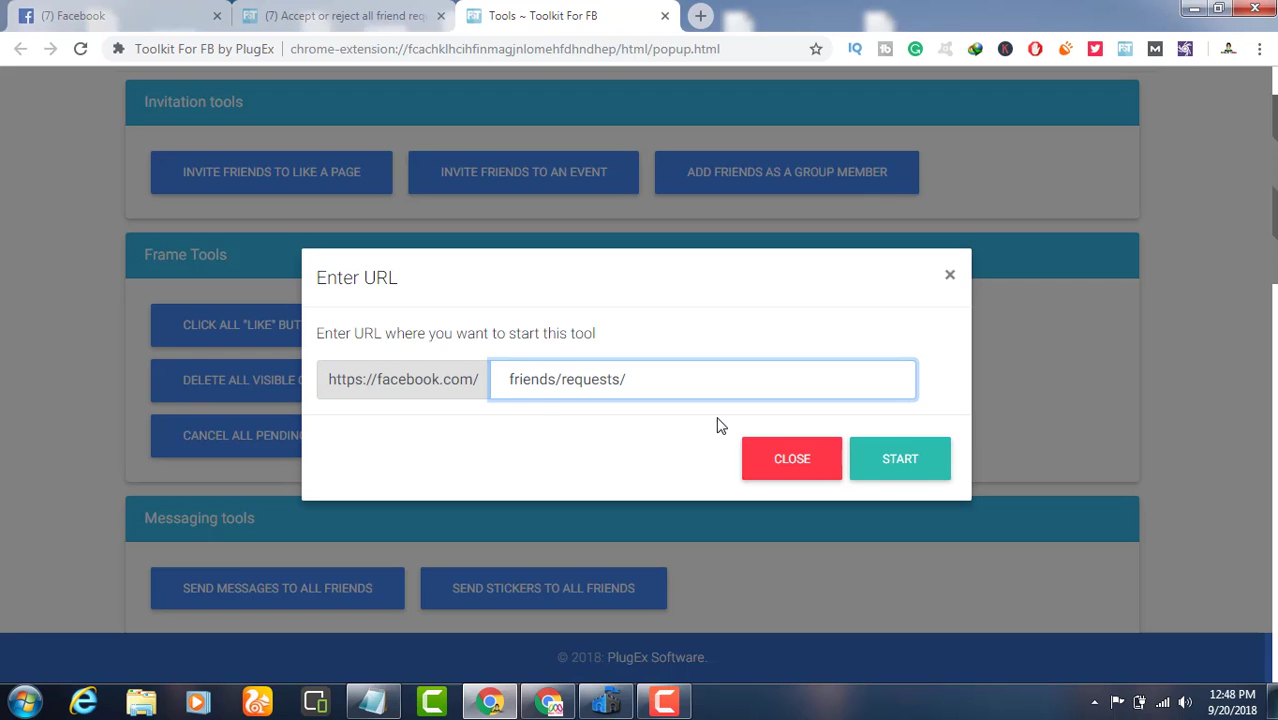 (7) Facebook
(7) Accept or reject all friend req
Tools ~ Toolkit For FB
Toolkit For FB by PlugEx
chrome-extension://fcachklhcihfinmagjnlomehfdhndhep/html/popup.html
Invitation tools
INVITE FRIENDS TO LIKE A PAGE
INVITE FRIENDS TO AN EVENT
ADD FRIENDS AS A GROUP MEMBER
Frame Tools
Enter URL
×
CLICK ALL "LIKE" BUT
Enter URL where you want to start this tool
DELETE ALL VISIBLE
https://facebook.com/
friends/requests/
CANCEL ALL PENDING
CLOSE
START
Messaging tools
SEND MESSAGES TO ALL FRIENDS
SEND STICKERS TO ALL FRIENDS
© 2018: PlugEx Software.
12:48 PM
9/20/2018